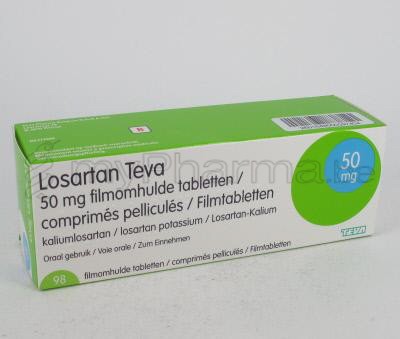 Losartan Teva
50 mg filmomhulde tabletten /
comprimés pelliculés / Filmtabletten
kaliumlosartan / losartan potassium / Losartan-Kalium
Oraal gebruik / Voie orale / Zum Einnehmen
98 filmomhulde tabletten / comprimés pelliculés / Filmtabletten
50
mg
TEVA
myPharma.be